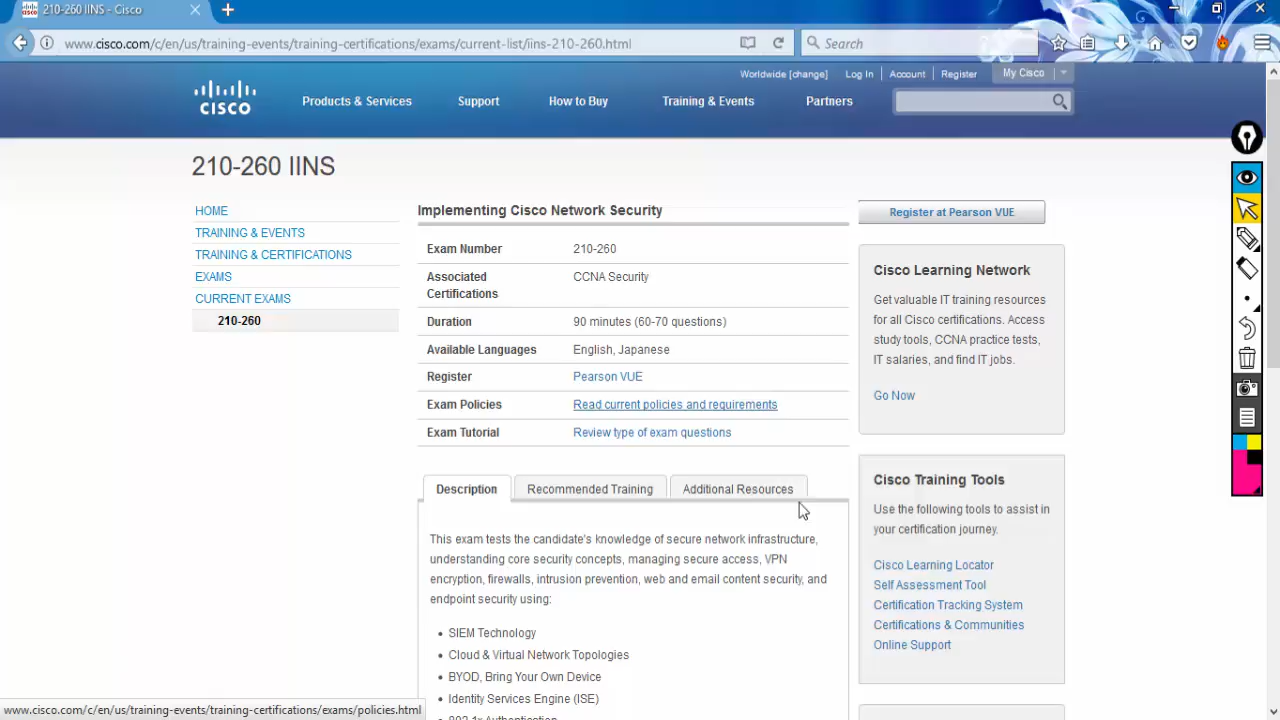 210-260 IINS - Cisco
www.cisco.com/c/en/us/training-events/training-certifications/exams/current-list/iins-210-260.html
Search
Worldwide [change]
Log In
Account
Register
My Cisco
CISCO
Products & Services
Support
How to Buy
Training & Events
Partners
210-260 IINS
HOME
TRAINING & EVENTS
TRAINING & CERTIFICATIONS
EXAMS
CURRENT EXAMS
210-260
Implementing Cisco Network Security
Exam Number 210-260
Associated CCNA Security
Certifications
Duration 90 minutes (60-70 questions)
Available Languages English, Japanese
Register Pearson VUE
Exam Policies Read current policies and requirements
Exam Tutorial Review type of exam questions
Description
Recommended Training
Additional Resources
This exam tests the candidate's knowledge of secure network infrastructure,
understanding core security concepts, managing secure access, VPN
encryption, firewalls, intrusion prevention, web and email content security, and
endpoint security using:
• SIEM Technology
• Cloud & Virtual Network Topologies
• BYOD, Bring Your Own Device
• Identity Services Engine (ISE)
• 802.1x Authentication
Register at Pearson VUE
Cisco Learning Network
Get valuable IT training resources
for all Cisco certifications. Access
study tools, CCNA practice tests,
IT salaries, and find IT jobs.
Go Now
Cisco Training Tools
Use the following tools to assist in
your certification journey.
Cisco Learning Locator
Self Assessment Tool
Certification Tracking System
Certifications & Communities
Online Support
www.cisco.com/c/en/us/training-events/training-certifications/exams/policies.html